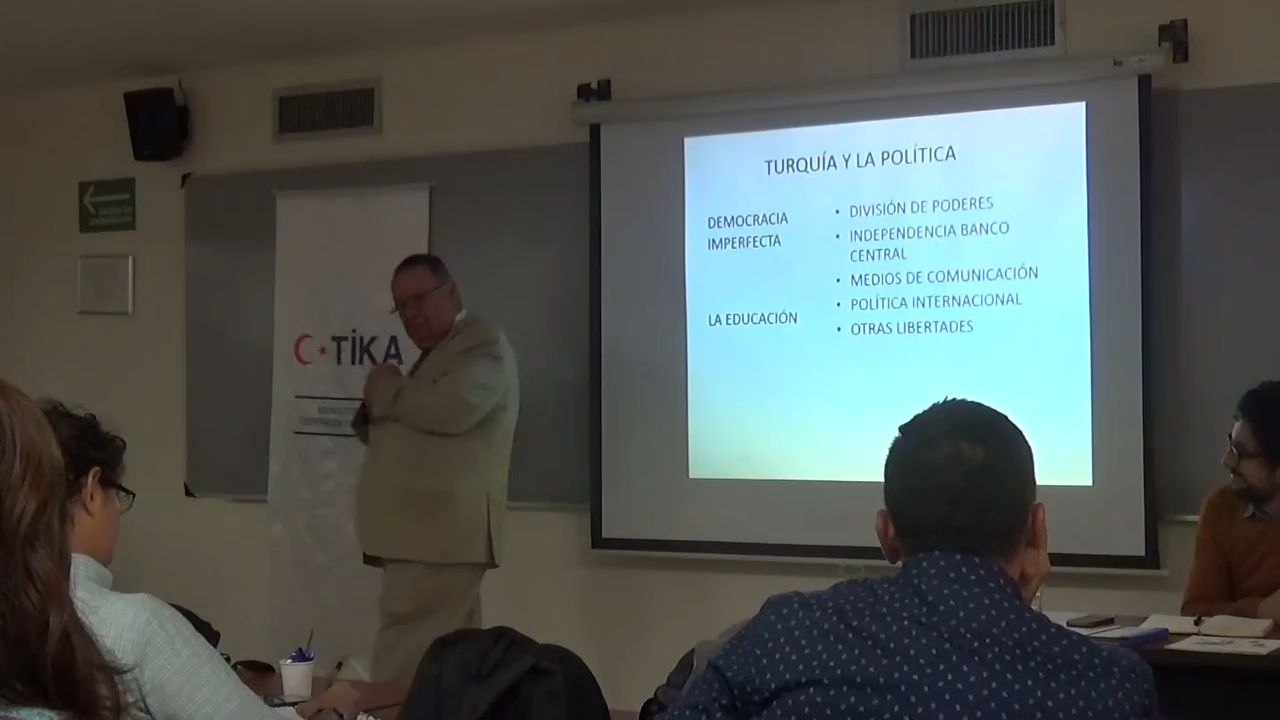 TURQUÍA Y LA POLÍTICA
DEMOCRACIA
IMPERFECTA
LA EDUCACIÓN
• DIVISIÓN DE PODERES
• INDEPENDENCIA BANCO
CENTRAL
• MEDIOS DE COMUNICACIÓN
• POLÍTICA INTERNACIONAL
• OTRAS LIBERTADES
TİKA